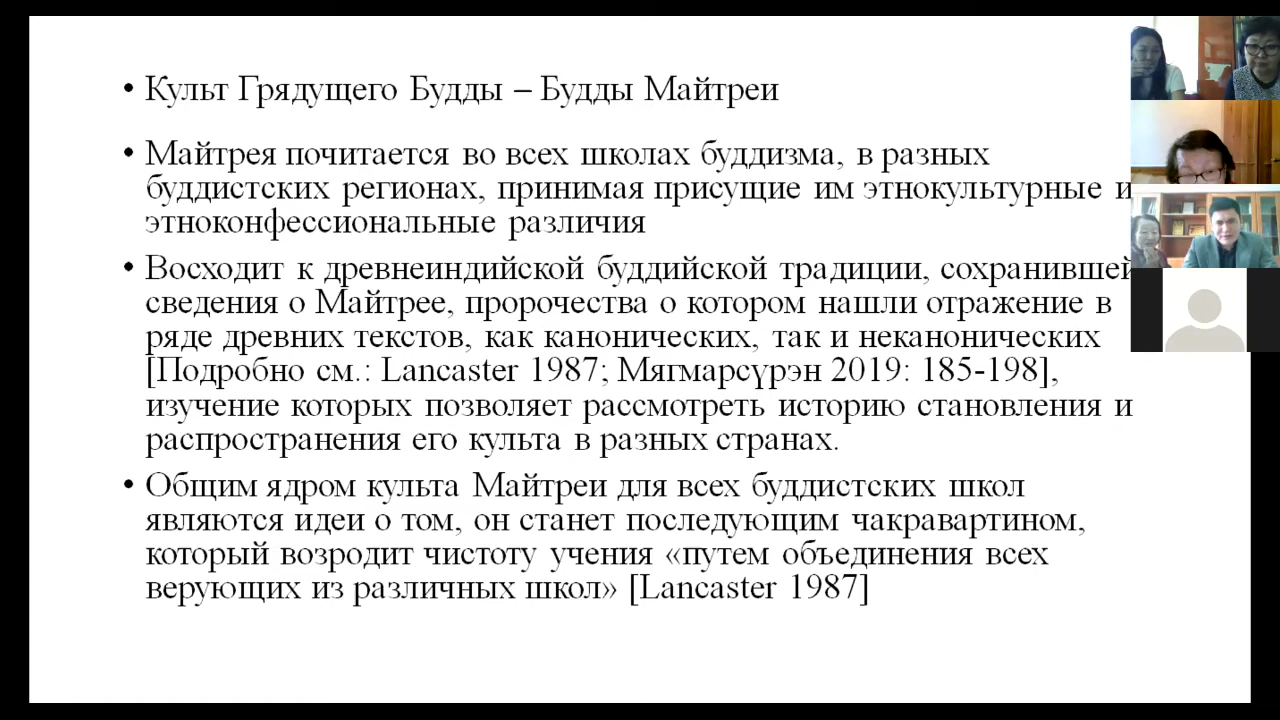 • Культ Грядущего Будды – Будды Майтреи
• Майтрея почитается во всех школах буддизма, в разных
буддистских регионах, принимая присущие им этнокультурные и
этноконфессиональные различия
• Восходит к древнеиндийской буддийской традиции, сохранившей
сведения о Майтрее, пророчества о котором нашли отражение в
ряде древних текстов, как канонических, так и неканонических
[Подробно см.: Lancaster 1987; Мягмарсүрэн 2019: 185-198],
изучение которых позволяет рассмотреть историю становления и
распространения его культа в разных странах.
• Общим ядром культа Майтреи для всех буддистских школ
являются идеи о том, он станет последующим чакравартином,
который возродит чистоту учения «путем объединения всех
верующих из различных школ» [Lancaster 1987]